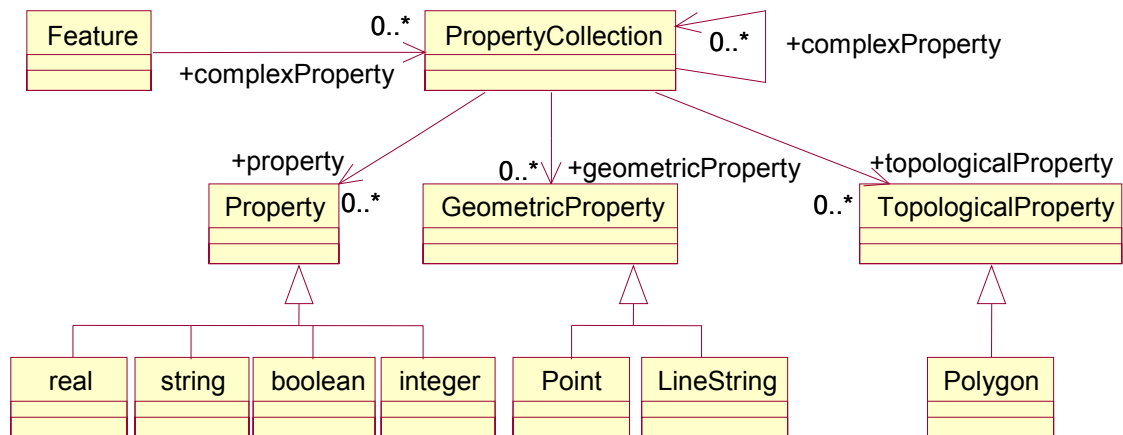 Feature
0..*
PropertyCollection
0..*
+complexProperty
+complexProperty
+property
0..*
+geometricProperty
+topologicalProperty
Property
0..*
GeometricProperty
0..*
TopologicalProperty
real
string
boolean
integer
Point
LineString
Polygon